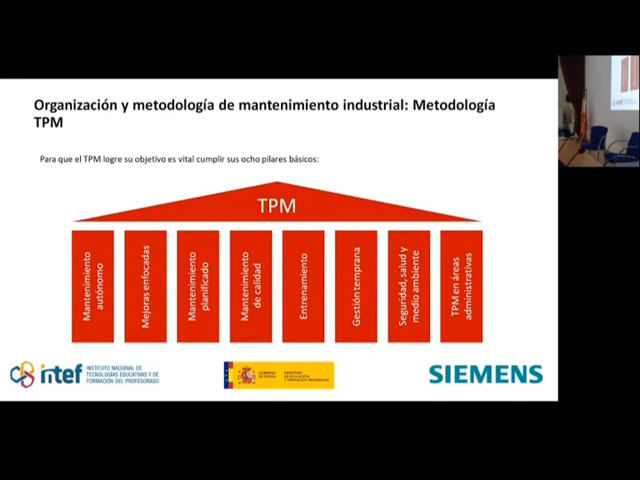 Organización y metodología de mantenimiento industrial: Metodología
TPM
Para que el TPM logre su objetivo es vital cumplir sus ocho pilares básicos:
TPM
Mantenimiento
autónomo
Mejoras enfocadas
Mantenimiento
planificado
Mantenimiento
de calidad
Entrenamiento
Gestión temprana
Seguridad, salud y
medio ambiente
TPM en áreas
administrativas
intef
INSTITUTO NACIONAL DE
TECNOLOGÍAS EDUCATIVAS Y DE
FORMACIÓN DEL PROFESORADO
GOBIERNO
DE ESPAÑA
MINISTERIO
DE EDUCACIÓN
Y FORMACIÓN PROFESIONAL
SIEMENS
intef